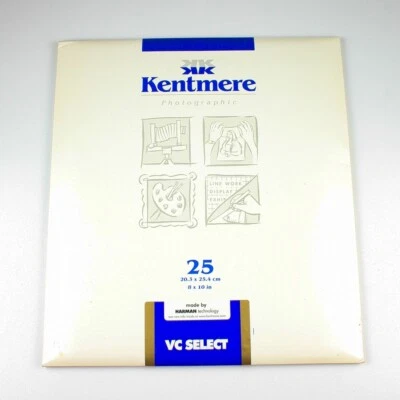 KK
Kentmere
Photographic
LINE WORK
DISPLAY
25
20.3 x 25.4 cm
8 x 10 in
made by
HARMAN technology
VC SELECT